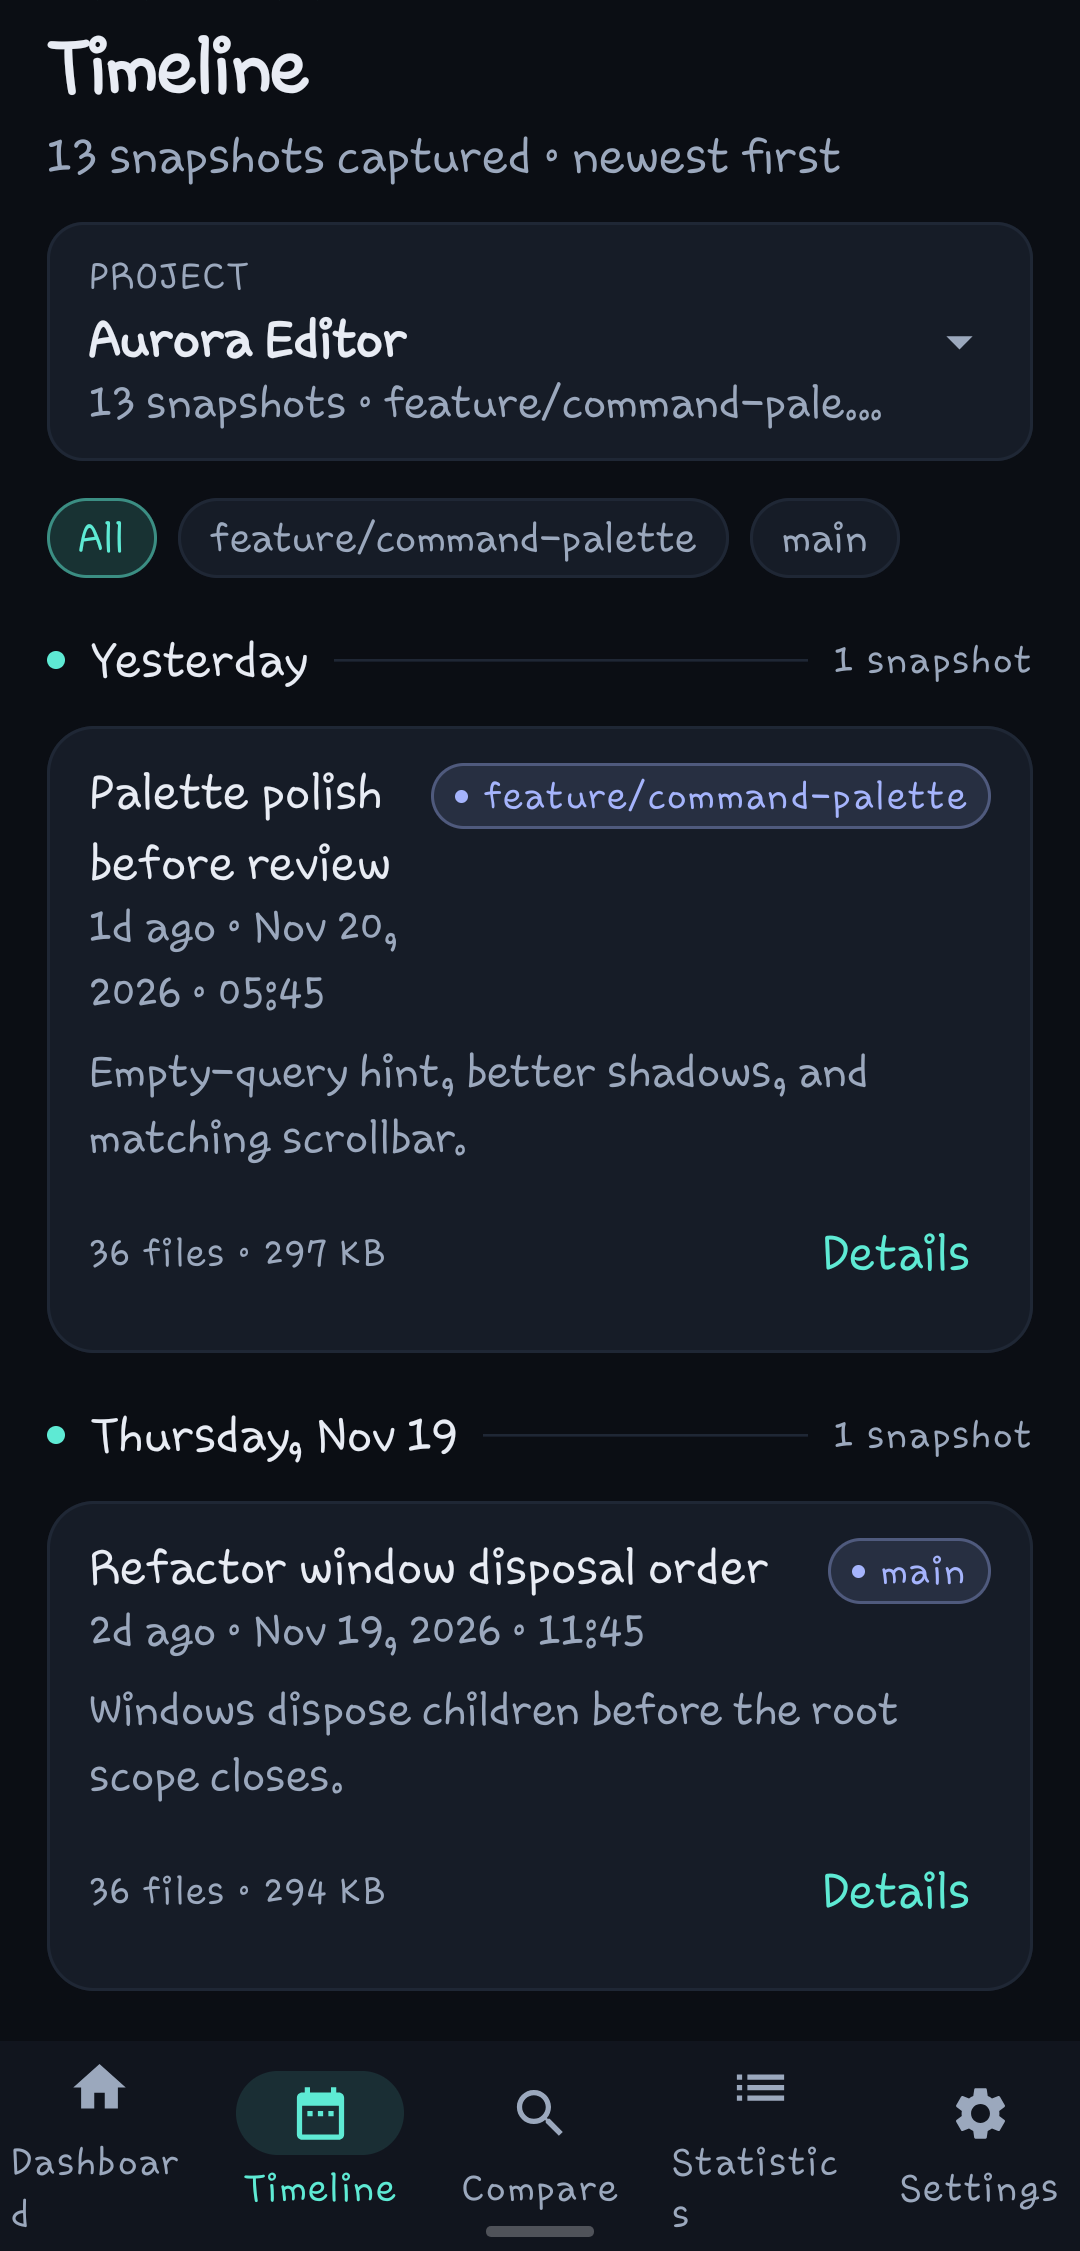 Timeline
13 snapshots captured • newest first
PROJECT
Aurora Editor
13 snapshots • feature/command-pale...
All
feature/command-palette
main
Yesterday
1 snapshot
Palette polish
before review
feature/command-palette
1d ago • Nov 20,
2026 • 05:45
Empty-query hint, better shadows, and
matching scrollbar.
36 files • 297 KB
Details
Thursday, Nov 19
1 snapshot
Refactor window disposal order
main
2d ago • Nov 19, 2026 • 11:45
Windows dispose children before the root
scope closes.
36 files • 294 KB
Details
Dashboar
d
Timeline
Compare
Statistic
s
Settings